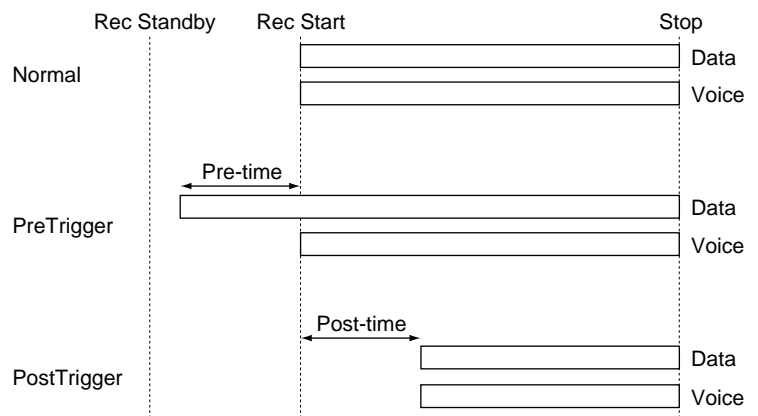 Rec Standby Rec Start Stop
Normal
Data
Voice
Pre-time
PreTrigger
Data
Voice
Post-time
PostTrigger
Data
Voice